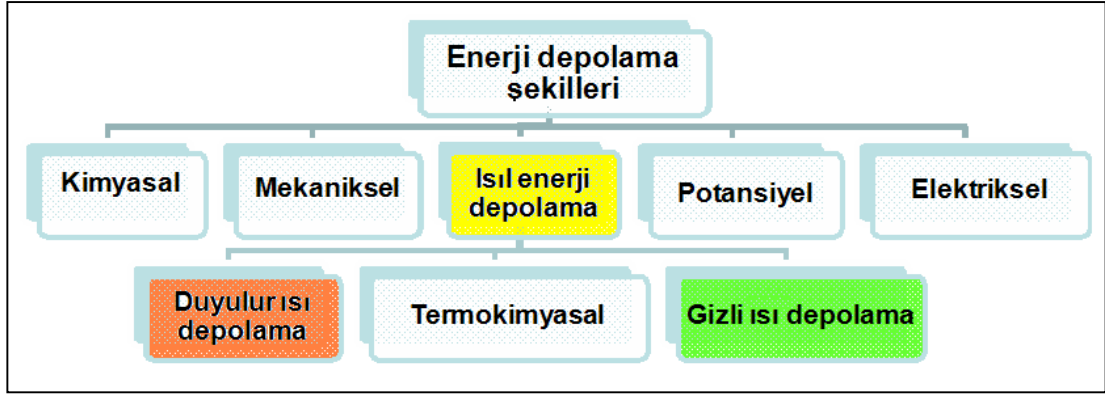 Enerji depolama
şekilleri
Kimyasal
Mekaniksel
Isıl enerji
depolama
Potansiyel
Elektriksel
Duyulur ısı
depolama
Termokimyasal
Gizli ısı depolama